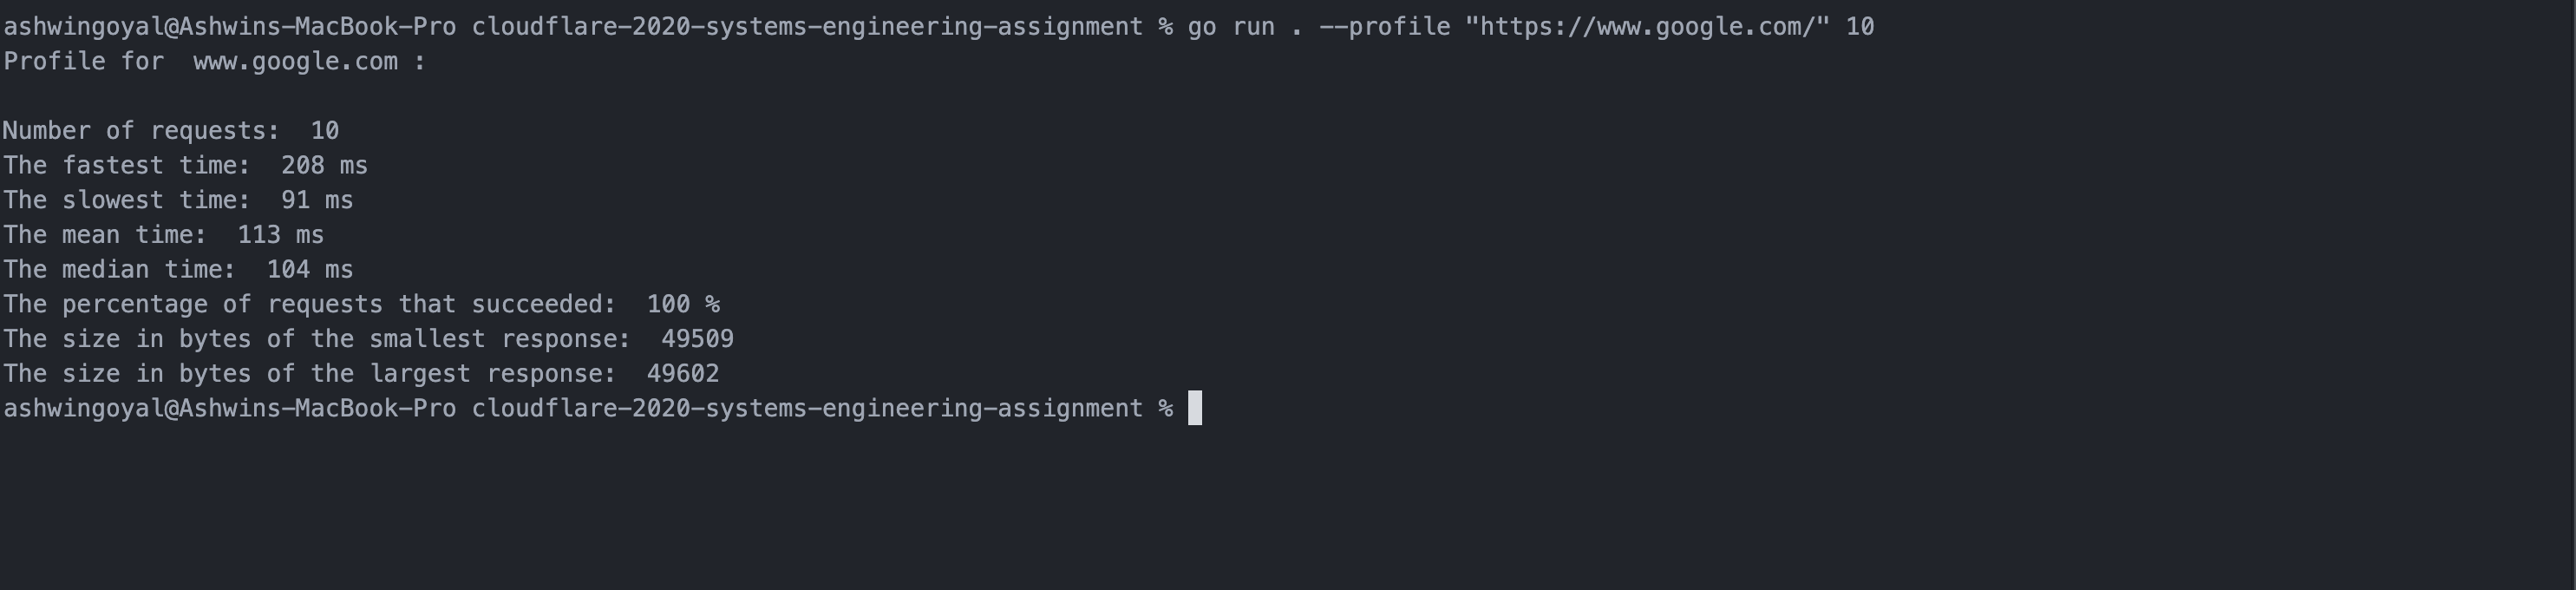 ashwingoyal@Ashwins-MacBook-Pro cloudflare-2020-systems-engineering-assignment % go run . --profile "https://www.google.com/" 10
Profile for  www.google.com :

Number of requests:  10
The fastest time:  208 ms
The slowest time:  91 ms
The mean time:  113 ms
The median time:  104 ms
The percentage of requests that succeeded:  100 %
The size in bytes of the smallest response:  49509
The size in bytes of the largest response:  49602
ashwingoyal@Ashwins-MacBook-Pro cloudflare-2020-systems-engineering-assignment %